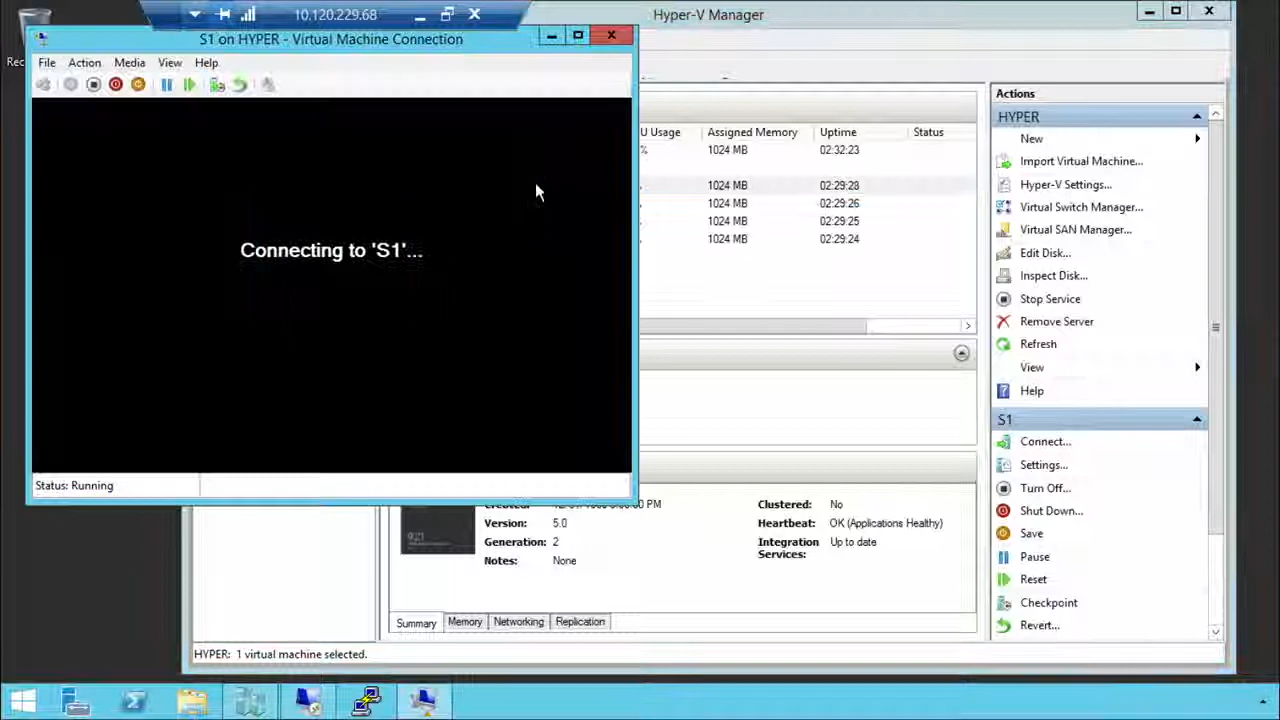 10.120.229.68
Hyper-V Manager
Rec
S1 on HYPER - Virtual Machine Connection
File Action Media View Help
Connecting to 'S1'...
Status: Running
U Usage Assigned Memory Uptime Status
% 1024 MB 02:32:23
1024 MB 02:29:28
1024 MB 02:29:26
1024 MB 02:29:25
1024 MB 02:29:24
Version: 5.0
Generation: 2
Notes: None
Clustered: No
Heartbeat: OK (Applications Healthy)
Integration Services: Up to date
Summary Memory Networking Replication
HYPER: 1 virtual machine selected.
Actions
HYPER
New
Import Virtual Machine...
Hyper-V Settings...
Virtual Switch Manager...
Virtual SAN Manager...
Edit Disk...
Inspect Disk...
Stop Service
Remove Server
Refresh
View
Help
S1
Connect...
Settings...
Turn Off...
Shut Down...
Save
Pause
Reset
Checkpoint
Revert...